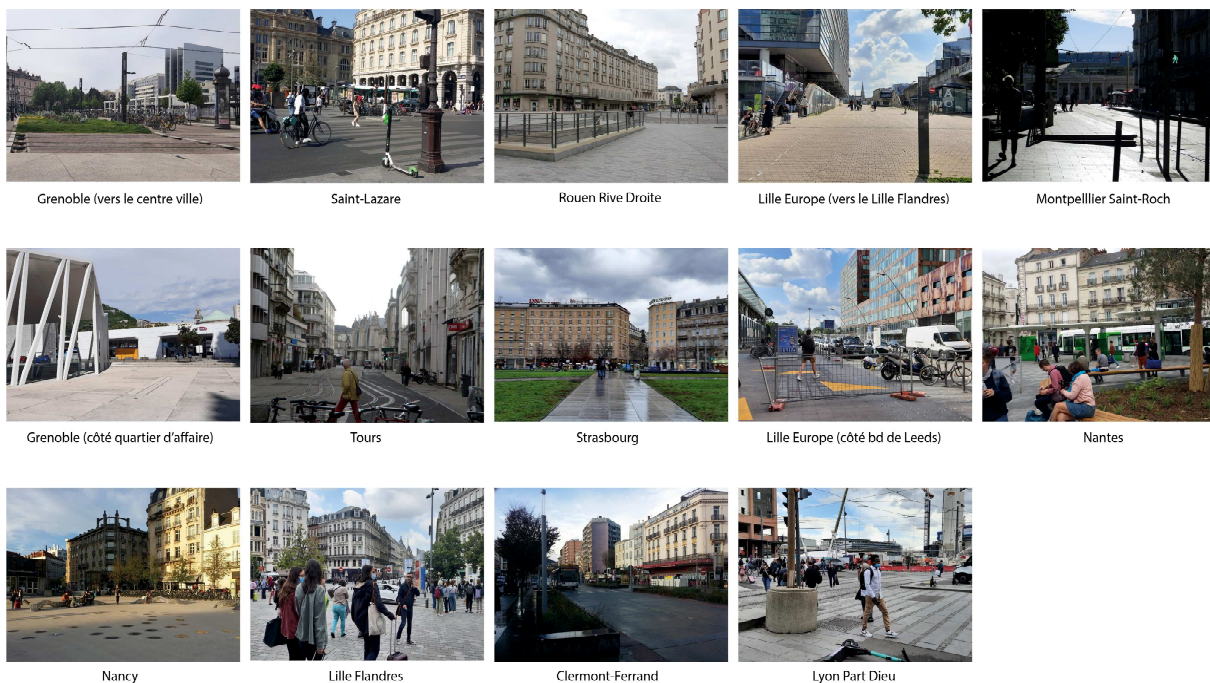 Grenoble (vers le centre ville)
Saint-Lazare
Rouen Rive Droite
Lille Europe (vers le Lille Flandres)
Montpelllier Saint-Roch
Grenoble (côté quartier d'affaire)
Tours
Strasbourg
Lille Europe (côté bd de Leeds)
Nantes
Nancy
Lille Flandres
Clermont-Ferrand
Lyon Part Dieu